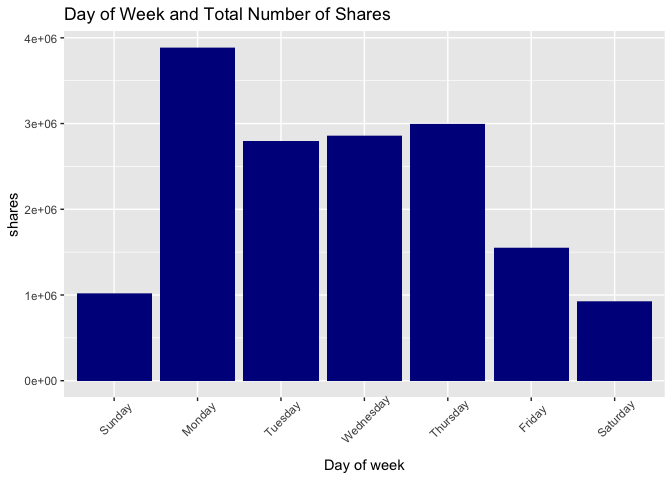 Day of Week and Total Number of Shares
4e+06
3e+06
2e+06
1e+06
0e+00
shares
Sunday
Monday
Tuesday
Wednesday
Thursday
Friday
Saturday
Day of week